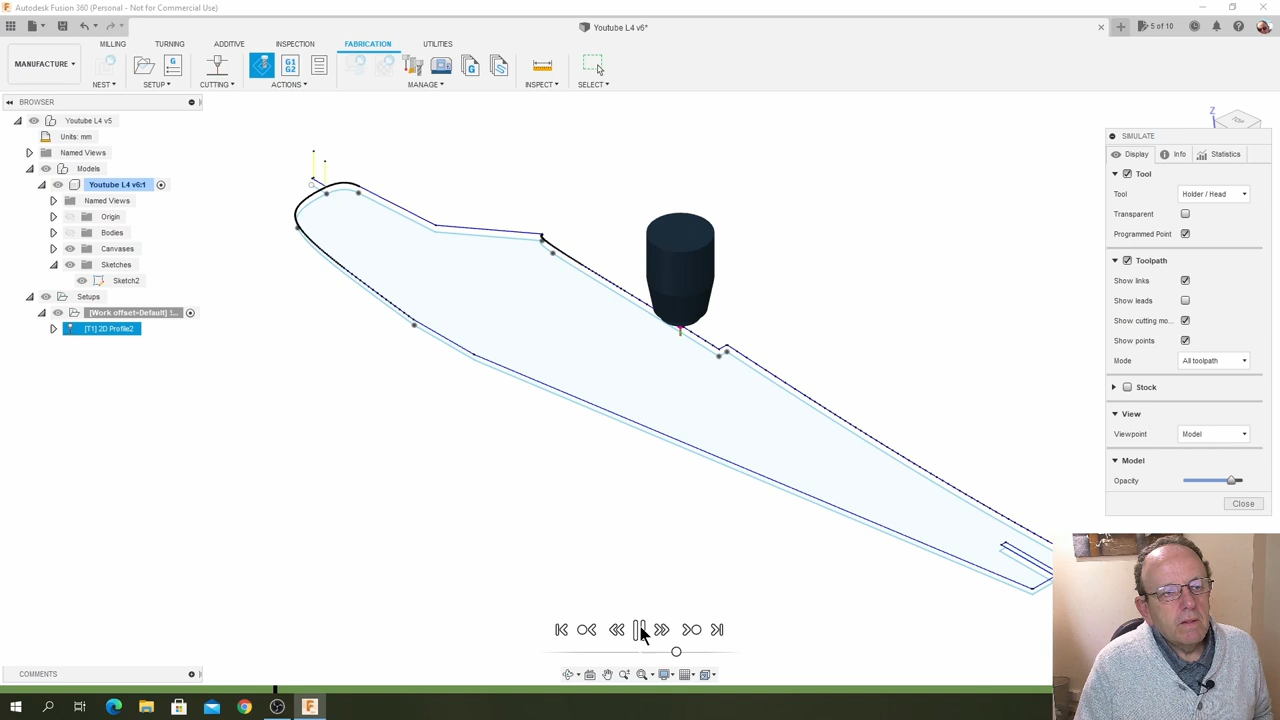 Autodesk Fusion 360 (Personal - Not for Commercial Use)
Youtube L4 v6*
5 of 10
MANUFACTURE
MILLING TURNING ADDITIVE INSPECTION FABRICATION UTILITIES
G1
G2
NEST SETUP CUTTING ACTIONS MANAGE INSPECT SELECT
BROWSER
Youtube L4 v5
Units: mm
Named Views
Models
Youtube L4 v6:1
Named Views
Origin
Bodies
Canvases
Sketches
Sketch2
Setups
[Work offset=Default]
[T1] 2D Profile2
Z
SIMULATE
Display Info Statistics
Tool
Tool Holder / Head
Transparent
Programmed Point
Toolpath
Show links
Show leads
Show cutting mo...
Show points
Mode All toolpath
Stock
View
Viewpoint Model
Model
Opacity
Close
COMMENTS